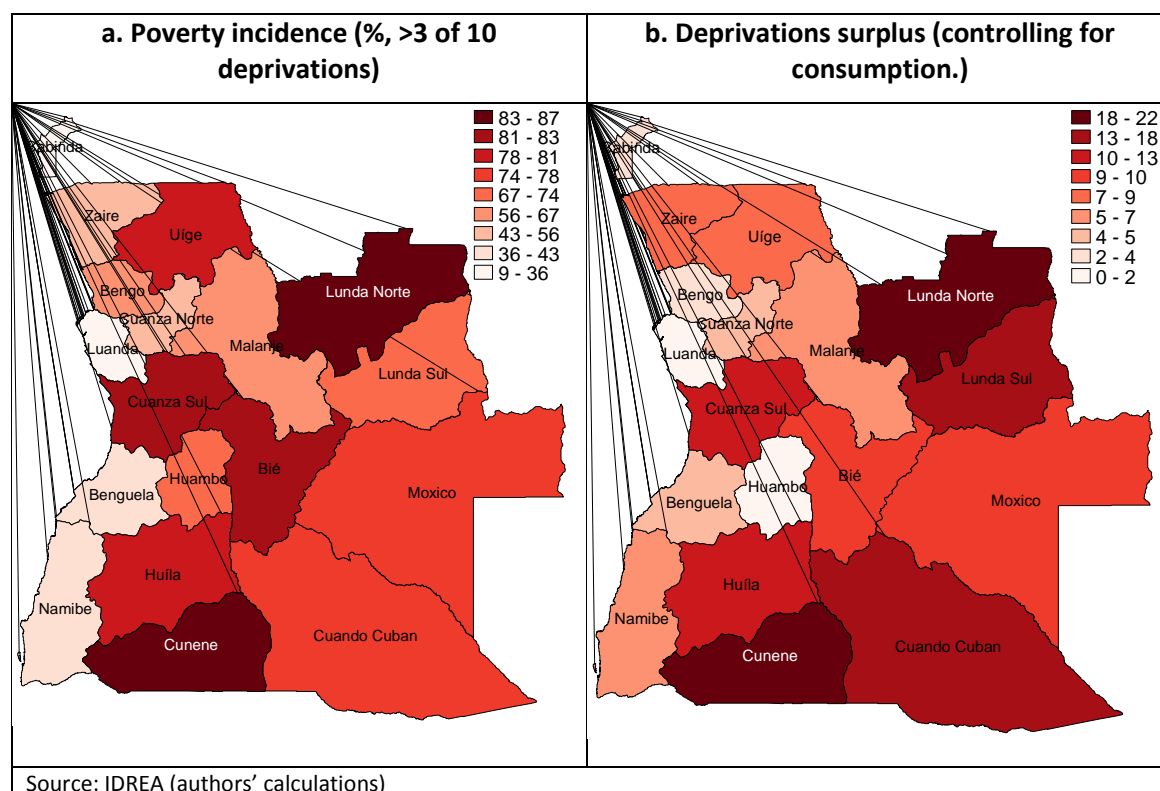 a. Poverty incidence (%, >3 of 10
deprivations)
b. Deprivations surplus (controlling for
consumption.)
83 - 87
81 - 83
78 - 81
74 - 78
67 - 74
56 - 67
43 - 56
36 - 43
9 - 36
Zabinda
Zaire
Uíge
Bengo
Cuanza Norte
Luanda
Malanje
Lunda Norte
Lunda Sul
Cuanza Sul
Benguela
Huambo
Bié
Moxico
Huíla
Namibe
Cunene
Cuando Cuban
18 - 22
13 - 18
10 - 13
9 - 10
7 - 9
5 - 7
4 - 5
2 - 4
0 - 2
Zabinda
Zaire
Uíge
Bengo
Cuanza Norte
Luanda
Malanje
Lunda Norte
Lunda Sul
Cuanza Sul
Benguela
Huambo
Bié
Moxico
Huíla
Namibe
Cunene
Cuando Cuban
Source: IDREA (authors' calculations)